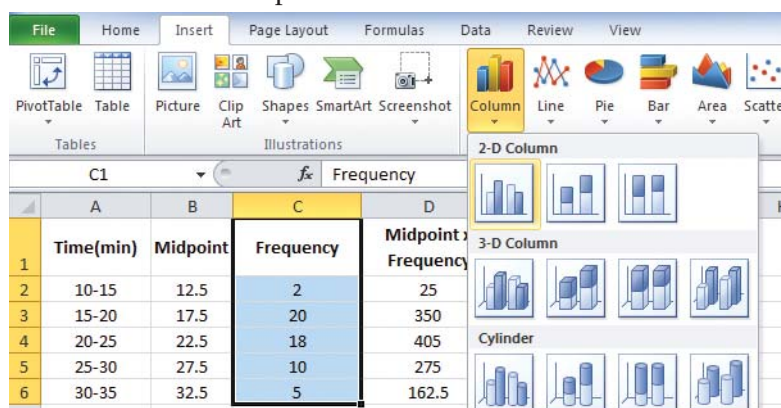 File Home Insert Page Layout Formulas Data Review View
PivotTable Table Picture Clip Art Shapes SmartArt Screenshot Column Line Pie Bar Area
Tables Illustrations
2-D Column
C1 fx Frequency
A B C D
1 Time(min) Midpoint Frequency Midpoint x Frequency
3-D Column
2 10-15 12.5 2 25
3 15-20 17.5 20 350
Cylinder
4 20-25 22.5 18 405
5 25-30 27.5 10 275
6 30-35 32.5 5 162.5